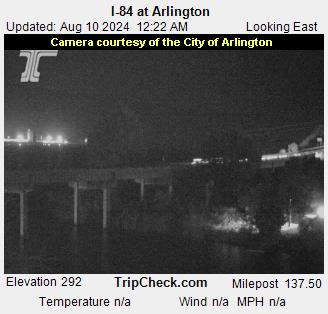 I-84 at Arlington
Updated: Aug 10 2024 12:22 AM Looking East
Camera courtesy of the City of Arlington
Elevation 292 TripCheck.com Milepost 137.50
Temperature n/a Wind n/a MPH n/a